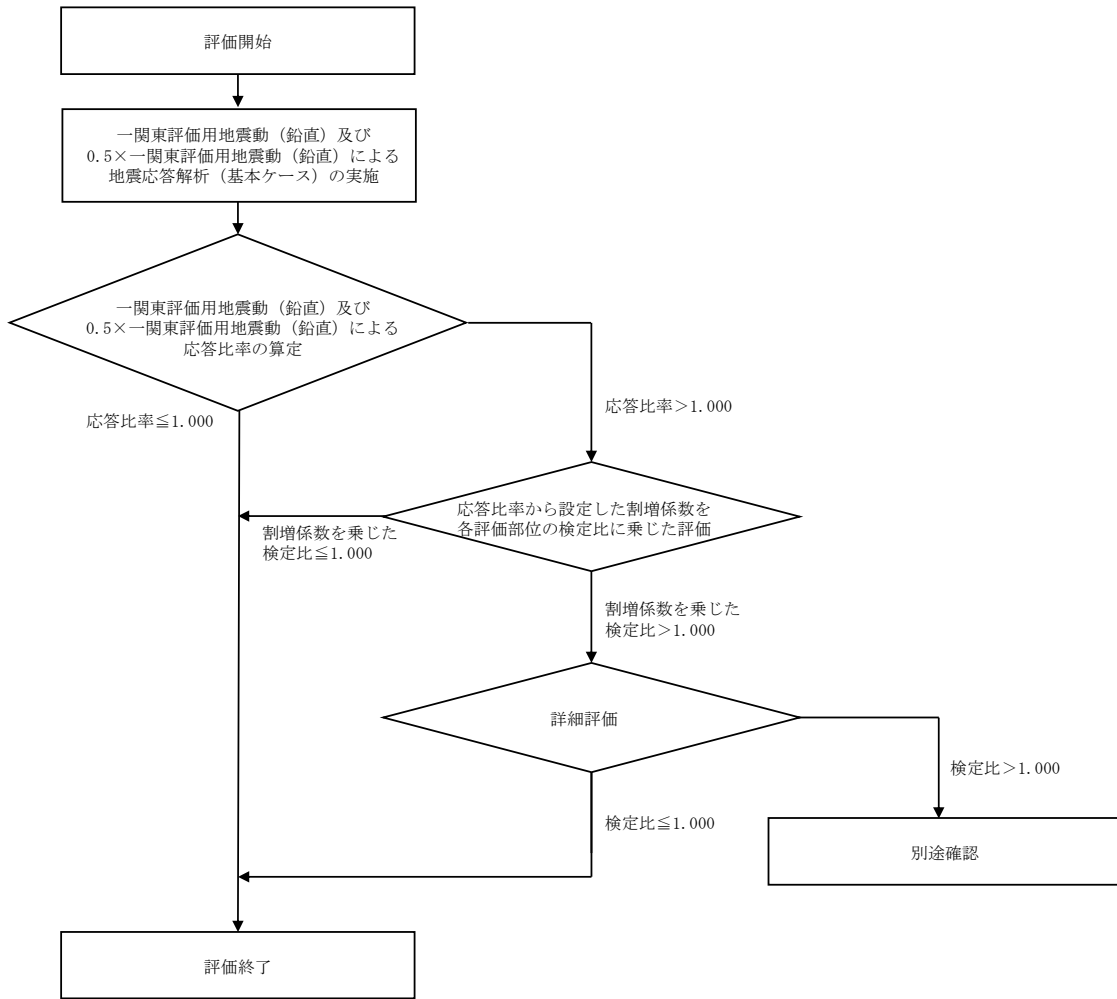 評価開始
一関東評価用地震動（鉛直）及び
0.5×一関東評価用地震動（鉛直）による
地震応答解析（基本ケース）の実施
一関東評価用地震動（鉛直）及び
0.5×一関東評価用地震動（鉛直）による
応答比率の算定
応答比率≦1.000
応答比率＞1.000
応答比率から設定した割増係数を
各評価部位の検定比に乗じた評価
割増係数を乗じた
検定比≦1.000
割増係数を乗じた
検定比＞1.000
詳細評価
検定比＞1.000
検定比≦1.000
別途確認
評価終了